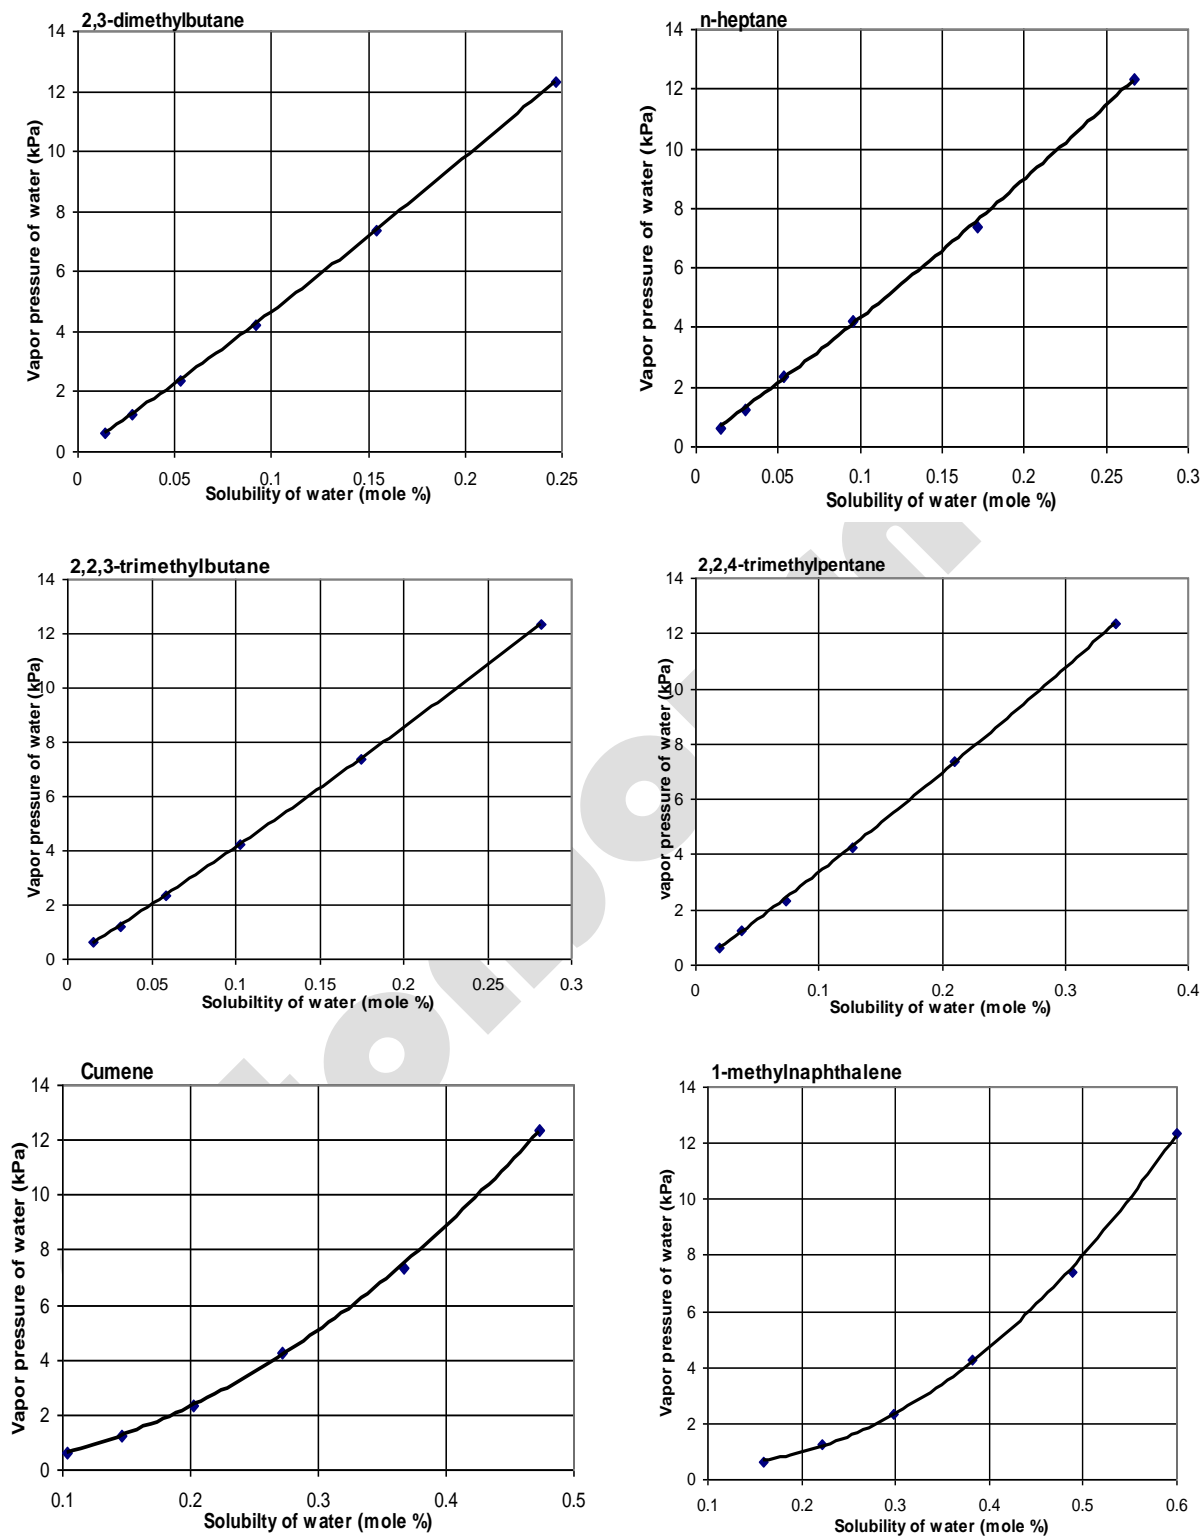 2,3-dimethylbutane
14
12
10
8
6
4
2
0
Vapor pressure of water (kPa)
0 0.05 0.1 0.15 0.2 0.25
Solubility of water (mole %)
n-heptane
14
12
10
8
6
4
2
0
Vapor pressure of water (kPa)
0 0.05 0.1 0.15 0.2 0.25 0.3
Solubility of water (mole %)
2,2,3-trimethylbutane
14
12
10
8
6
4
2
0
Vapor pressure of water (kPa)
0 0.05 0.1 0.15 0.2 0.25 0.3
Solubiltity of water (mole %)
2,2,4-trimethylpentane
14
12
10
8
6
4
2
0
vapor pressure of water (kPa)
0 0.1 0.2 0.3 0.4
Solubility of water (mole %)
Cumene
14
12
10
8
6
4
2
0
Vapor pressure of water (kPa)
0.1 0.2 0.3 0.4 0.5
Solubilty of water (mole %)
1-methylnaphthalene
14
12
10
8
6
4
2
0
Vapor pressure of water (kPa)
0.1 0.2 0.3 0.4 0.5 0.6
Solubility of water (mole %)